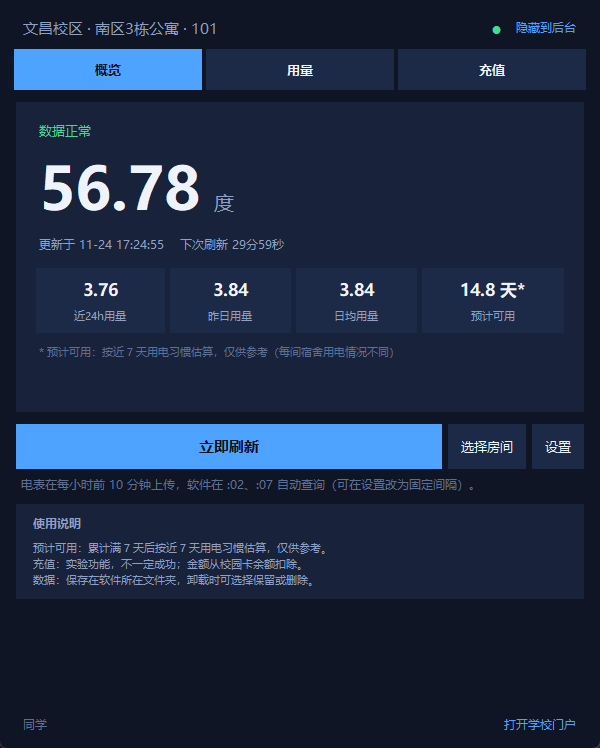 文昌校区 · 南区3栋公寓 · 101
隐藏到后台
概览
用量
充值
数据正常
56.78 度
更新于 11-24 17:24:55 下次刷新 29分59秒
3.76
近24h用量
3.84
昨日用量
3.84
日均用量
14.8 天*
预计可用
* 预计可用：按近 7 天用电习惯估算，仅供参考（每间宿舍用电情况不同）
立即刷新
选择房间
设置
电表在每小时前 10 分钟上传，软件在 :02、:07 自动查询（可在设置改为固定间隔）。
使用说明
预计可用：累计满 7 天后按近 7 天用电习惯估算，仅供参考。
充值：实验功能，不一定成功；金额从校园卡余额扣除。
数据：保存在软件所在文件夹，卸载时可选择保留或删除。
同学
打开学校门户